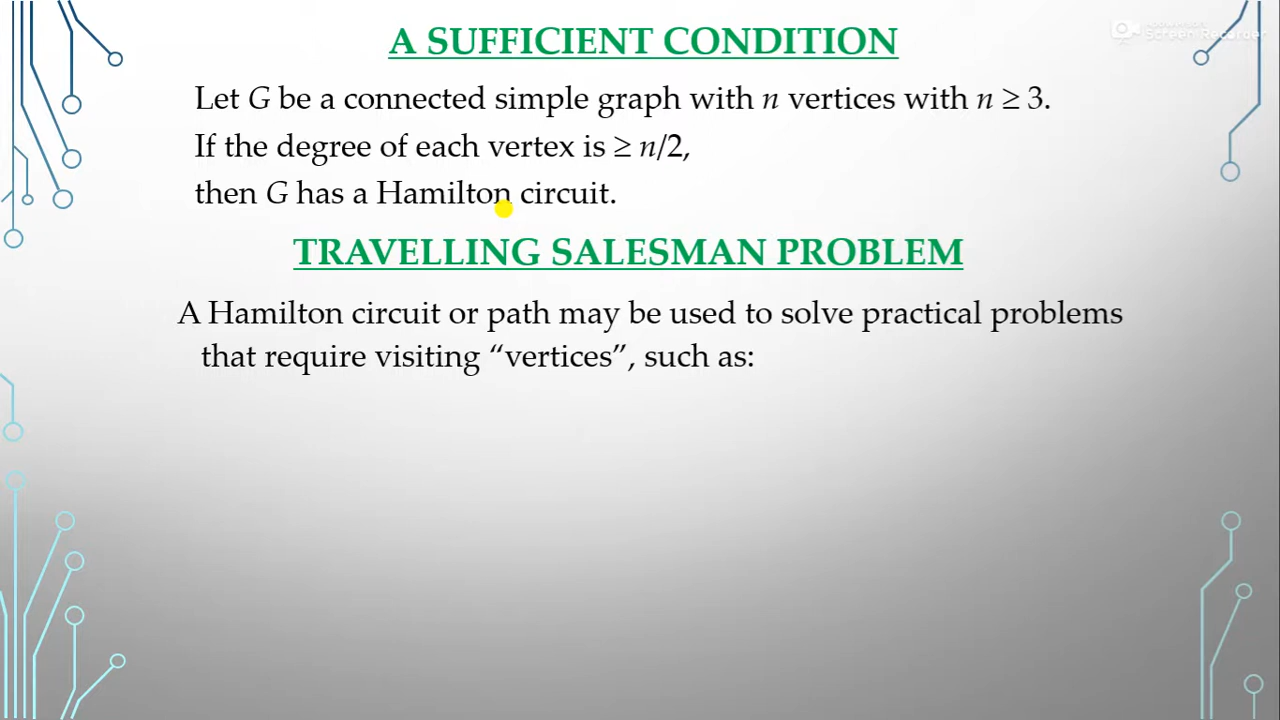 A SUFFICIENT CONDITION
Screen Recorder
Let G be a connected simple graph with n vertices with n ≥ 3.
If the degree of each vertex is ≥ n/2,
then G has a Hamilton circuit.
TRAVELLING SALESMAN PROBLEM
A Hamilton circuit or path may be used to solve practical problems
that require visiting “vertices”, such as: